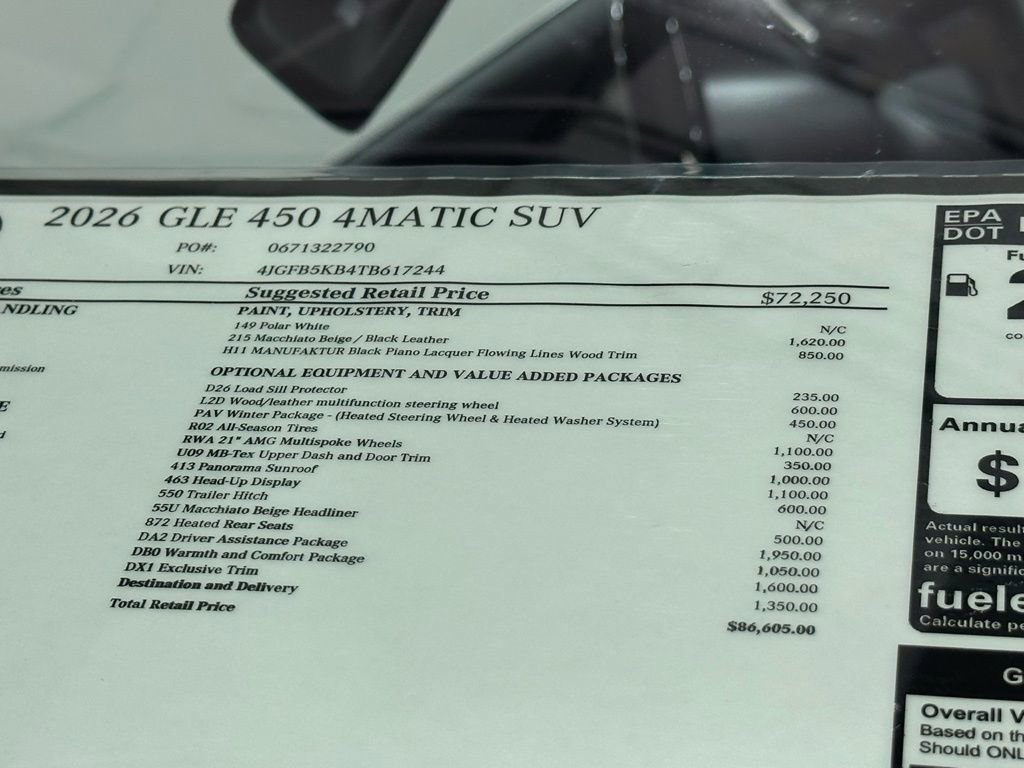 2026 GLE 450 4MATIC SUV
PO#: 0671322790
VIN: 4JGFB5KB4TB617244
es Suggested Retail Price $72,250
NDLING PAINT, UPHOLSTERY, TRIM
149 Polar White N/C
215 Macchiato Beige / Black Leather 1,620.00
H11 MANUFAKTUR Black Piano Lacquer Flowing Lines Wood Trim 850.00
mission
OPTIONAL EQUIPMENT AND VALUE ADDED PACKAGES
D26 Load Sill Protector 235.00
L2D Wood/leather multifunction steering wheel 600.00
PAV Winter Package - (Heated Steering Wheel & Heated Washer System) 450.00
R02 All-Season Tires N/C
RWA 21" AMG Multispoke Wheels 1,100.00
U09 MB-Tex Upper Dash and Door Trim 350.00
413 Panorama Sunroof 1,000.00
463 Head-Up Display 1,100.00
550 Trailer Hitch 600.00
55U Macchiato Beige Headliner N/C
872 Heated Rear Seats 500.00
DA2 Driver Assistance Package 1,950.00
DB0 Warmth and Comfort Package 1,050.00
DX1 Exclusive Trim 1,600.00
Destination and Delivery 1,350.00
Total Retail Price $86,605.00
EPA
DOT
Fu
2
CO
Annua
$
Actual result
vehicle. The
on 15,000 m
are a signific
fuele
Calculate pe
G
Overall V
Based on th
Should ONL